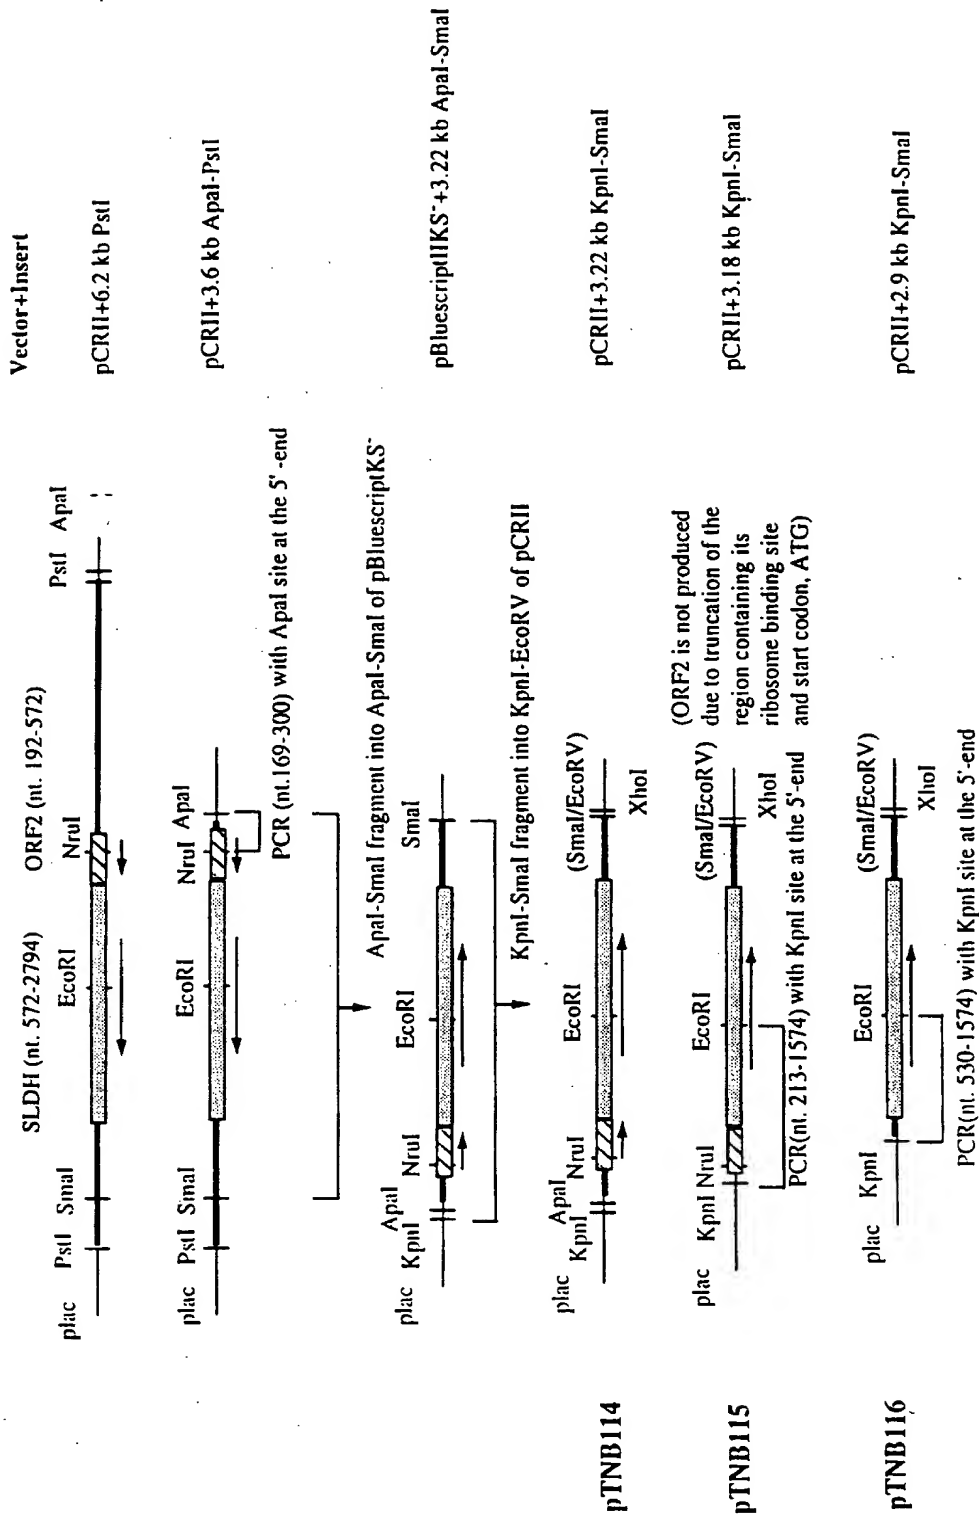 Vector+Insert
SLDH (nt. 572-2794) ORF2 (nt. 192-572)
plac PstI SmaI EcoRI NruI PstI ApaI
pCRII+6.2 kb PstI
plac PstI SmaI EcoRI NruI ApaI
pCRII+3.6 kb ApaI-PstI
PCR (nt.169-300) with ApaI site at the 5'-end
ApaI-SmaI fragment into ApaI-SmaI of pBluescriptKS-
plac KpnI ApaI NruI EcoRI SmaI
pBluescriptIIKS-+3.22 kb ApaI-SmaI
KpnI-SmaI fragment into KpnI-EcoRV of pCRII
pTNB114
plac KpnI ApaI NruI EcoRI (SmaI/EcoRV)
XhoI
pCRII+3.22 kb KpnI-SmaI
pTNB115
plac KpnI NruI EcoRI (SmaI/EcoRV)
XhoI
(ORF2 is not produced
due to truncation of the
region containing its
ribosome binding site
and start codon, ATG)
pCRII+3.18 kb KpnI-SmaI
PCR(nt. 213-1574) with KpnI site at the 5'-end
pTNB116
plac KpnI EcoRI (SmaI/EcoRV)
XhoI
pCRII+2.9 kb KpnI-SmaI
PCR(nt. 530-1574) with KpnI site at the 5'-end